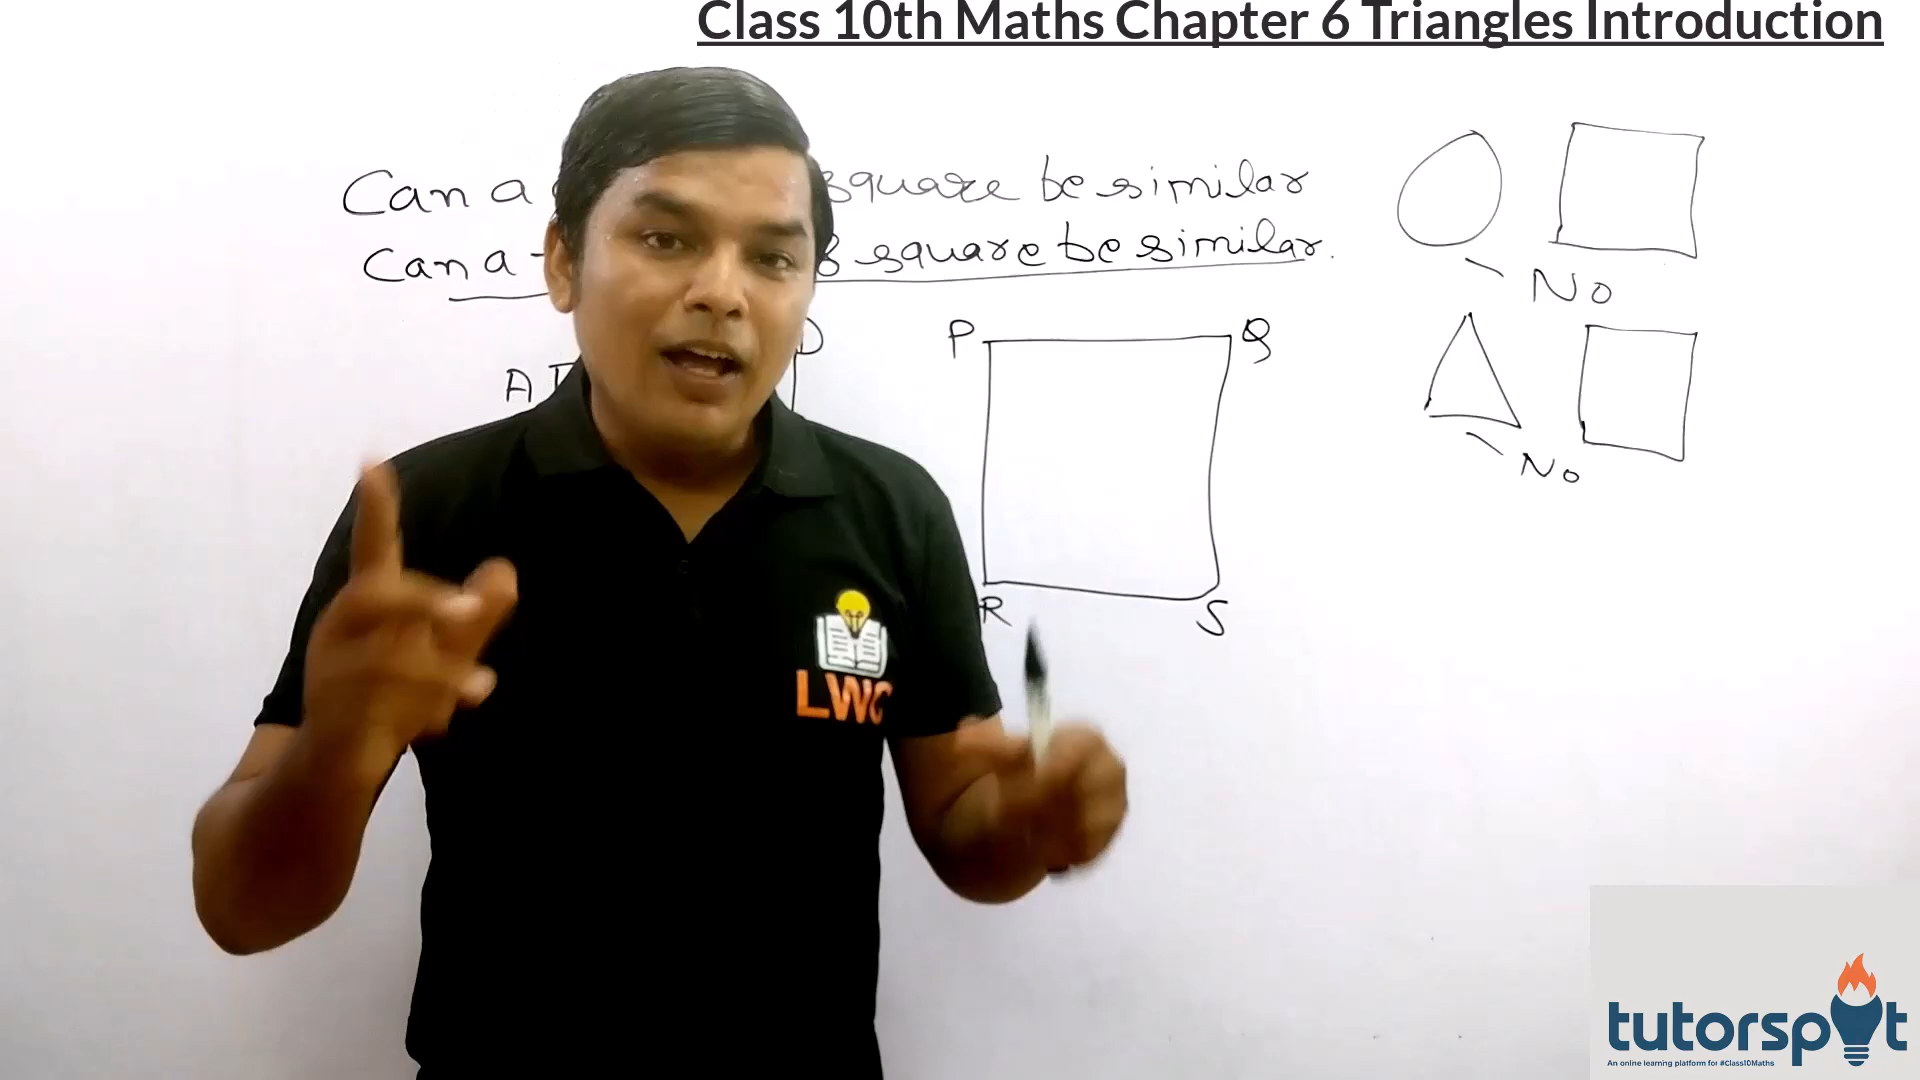 Class 10th Maths Chapter 6 Triangles Introduction
Can a square be similar
Can a square be similar.
No
P Q
A D
No
R S
LWC
tutorspot
An online learning platform for #Class10Maths